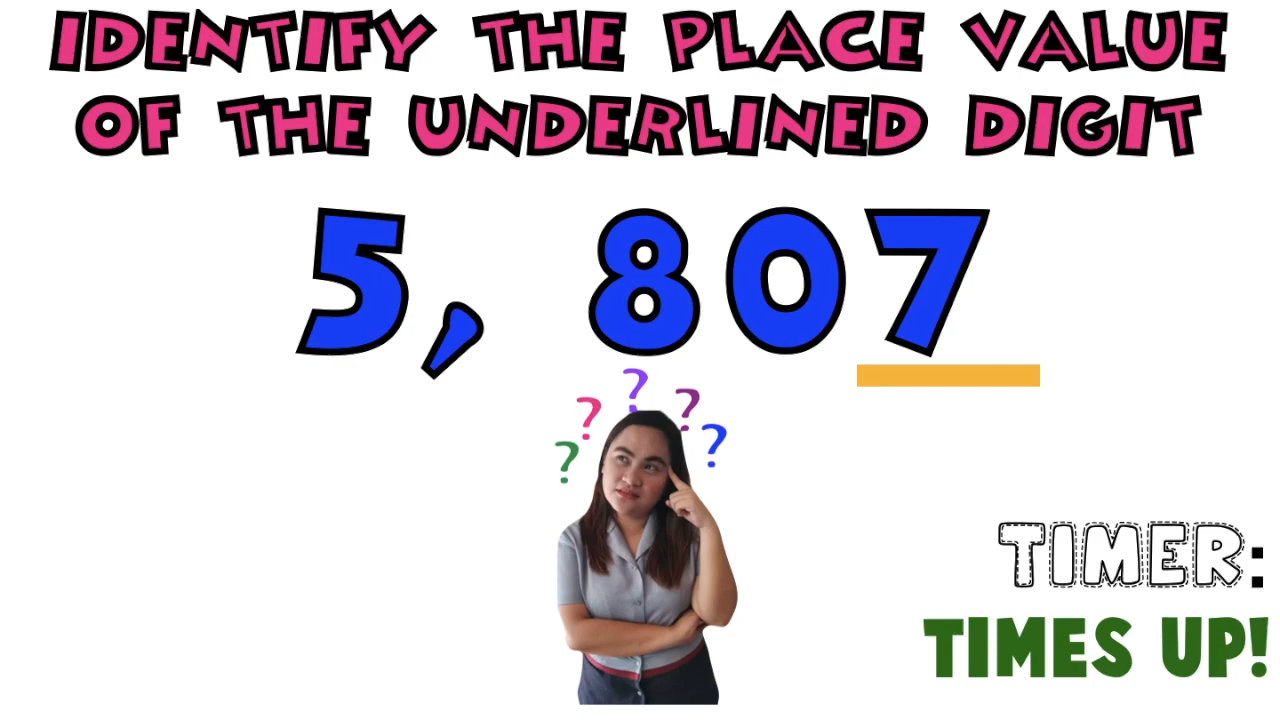 IDENTIFY THE PLACE VALUE
OF THE UNDERLINED DIGIT
5, 807
? ? ? ? ?
TIMER:
TIMES UP!